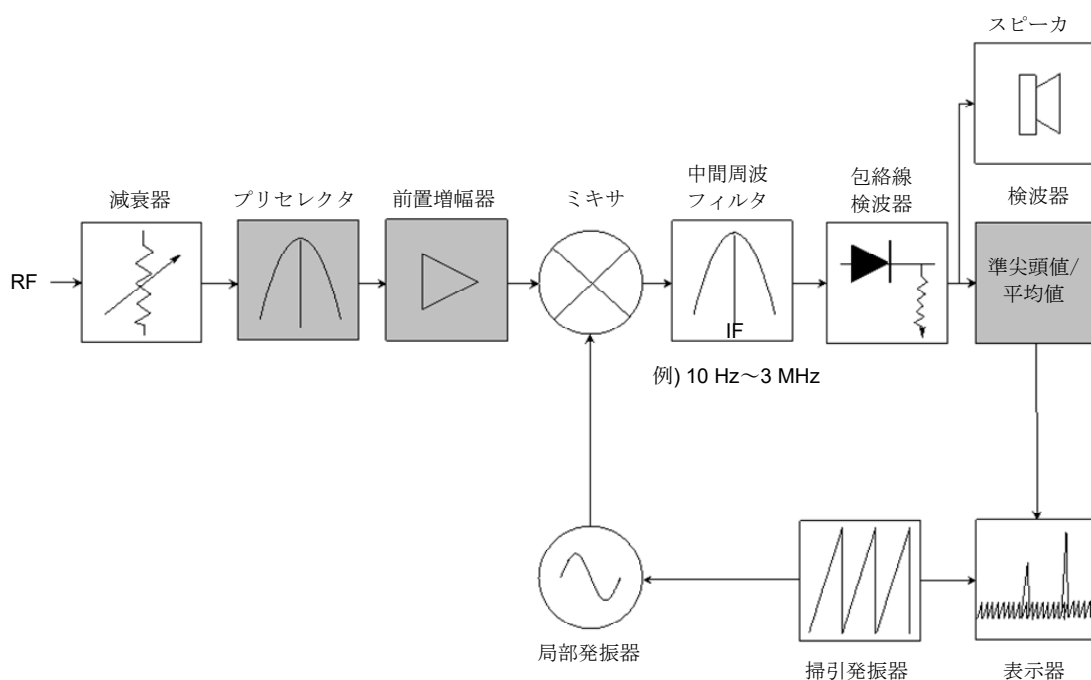 スピーカ
減衰器
プリセレクタ
前置増幅器
ミキサ
中間周波
フィルタ
包絡線
検波器
検波器
RF
IF
準尖頭値/
平均値
例) 10 Hz～3 MHz
局部発振器
掃引発振器
表示器